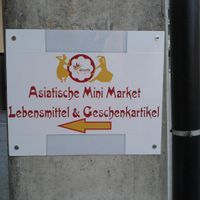 Asiatische Mini Market
Lebensmittel & Geschenkartikel